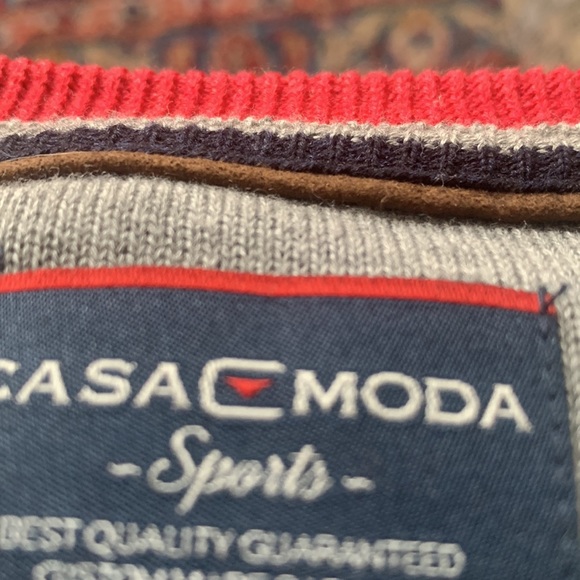 CASA MODA
- Sports -
BEST QUALITY GUARANTEED